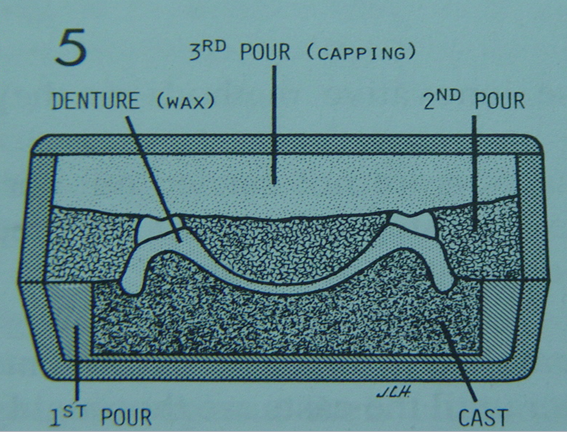 5
3RD POUR (CAPPING)
DENTURE (WAX)
2ND POUR
J.C.H.
1ST POUR
CAST